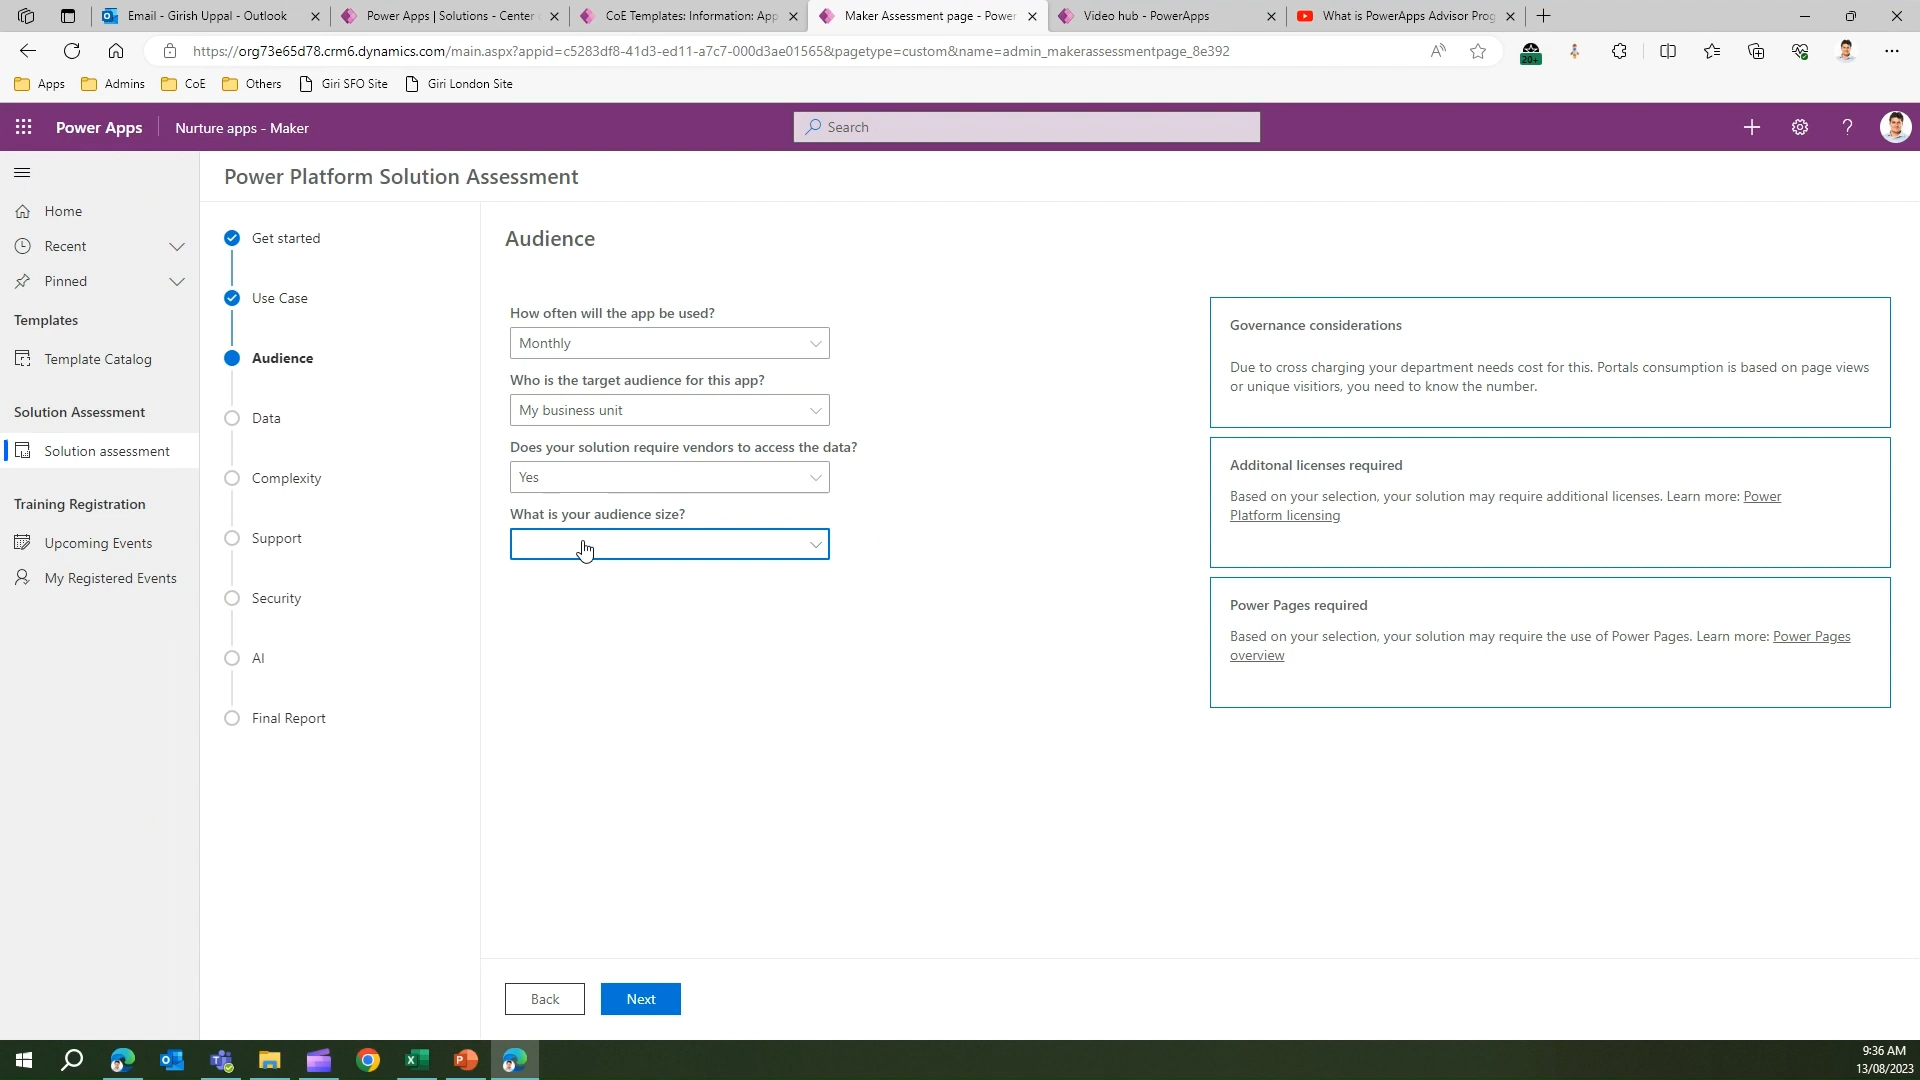 Email - Girish Uppal - Outlook
Power Apps | Solutions - Center
CoE Templates: Information: App
Maker Assessment page - Power
Video hub - PowerApps
What is PowerApps Advisor Prog
https://org73e65d78.crm6.dynamics.com/main.aspx?appid=c5283df8-41d3-ed11-a7c7-000d3ae01565&pagetype=custom&name=admin_makerassessmentpage_8e392
20+
Apps
Admins
CoE
Others
Giri SFO Site
Giri London Site
Power Apps
Nurture apps - Maker
Search
Power Platform Solution Assessment
Home
Recent
Pinned
Templates
Template Catalog
Solution Assessment
Solution assessment
Training Registration
Upcoming Events
My Registered Events
Get started
Use Case
Audience
Data
Complexity
Support
Security
AI
Final Report
Audience
How often will the app be used?
Monthly
Who is the target audience for this app?
My business unit
Does your solution require vendors to access the data?
Yes
What is your audience size?
Governance considerations
Due to cross charging your department needs cost for this. Portals consumption is based on page views
or unique visitiors, you need to know the number.
Additonal licenses required
Based on your selection, your solution may require additional licenses. Learn more: Power
Platform licensing
Power Pages required
Based on your selection, your solution may require the use of Power Pages. Learn more: Power Pages
overview
Back
Next
9:36 AM
13/08/2023